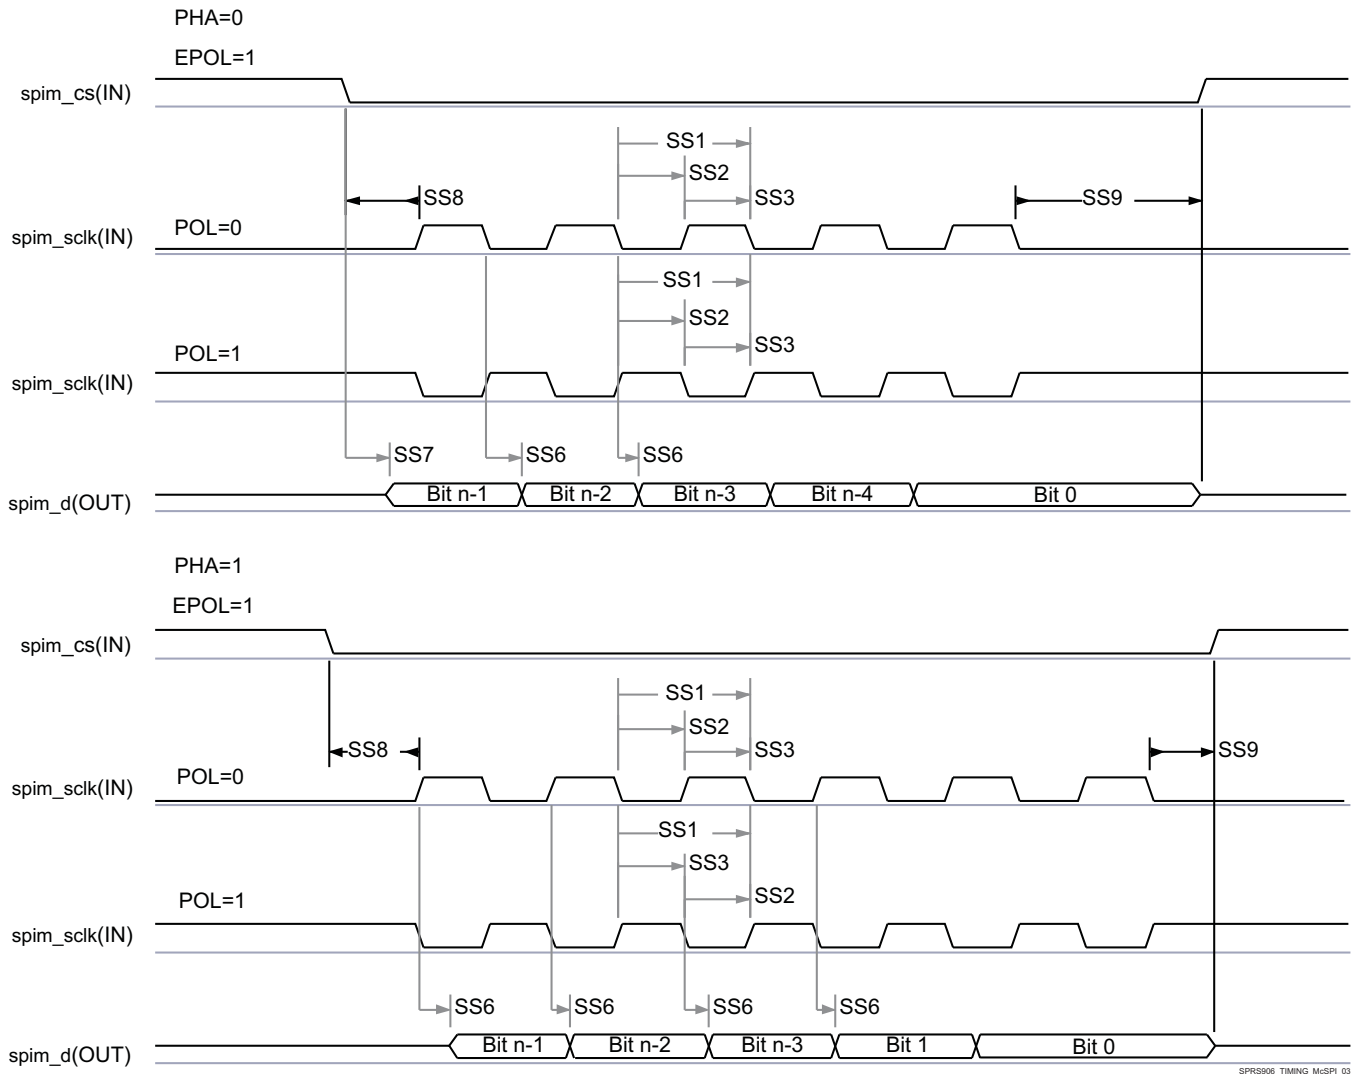 PHA=0
EPOL=1
spim_cs(IN)
SS1
SS2
SS8
SS3
SS9
POL=0
spim_sclk(IN)
SS1
SS2
SS3
POL=1
spim_sclk(IN)
SS7
SS6
SS6
Bit n-1
Bit n-2
Bit n-3
Bit n-4
Bit 0
spim_d(OUT)
PHA=1
EPOL=1
spim_cs(IN)
SS1
SS2
SS8
SS3
SS9
POL=0
spim_sclk(IN)
SS1
SS3
SS2
POL=1
spim_sclk(IN)
SS6
SS6
SS6
SS6
Bit n-1
Bit n-2
Bit n-3
Bit 1
Bit 0
spim_d(OUT)
SPRS906_TIMING_McSPI_03